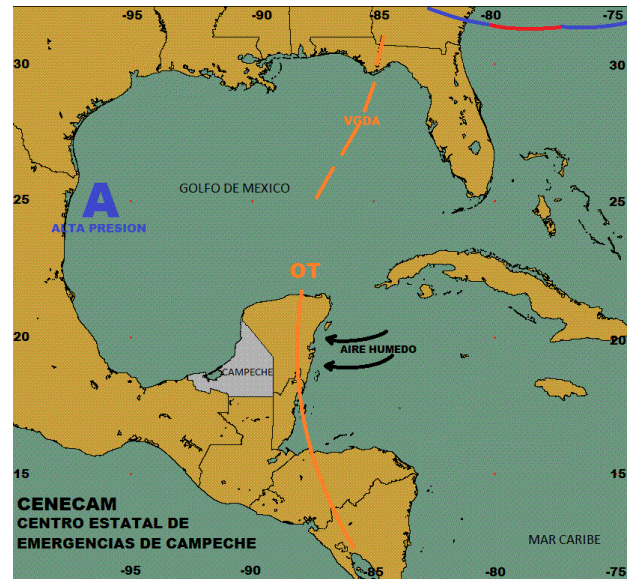 -95 -90 -85 -80 -75
30 30
VGDA
GOLFO DE MEXICO
25 25
A
ALTA PRESION
OT
20 20
AIRE HUMEDO
CAMPECHE
15 15
CENECAM
CENTRO ESTATAL DE
EMERGENCIAS DE CAMPECHE
MAR CARIBE
-95 -90 -85 -80 -75